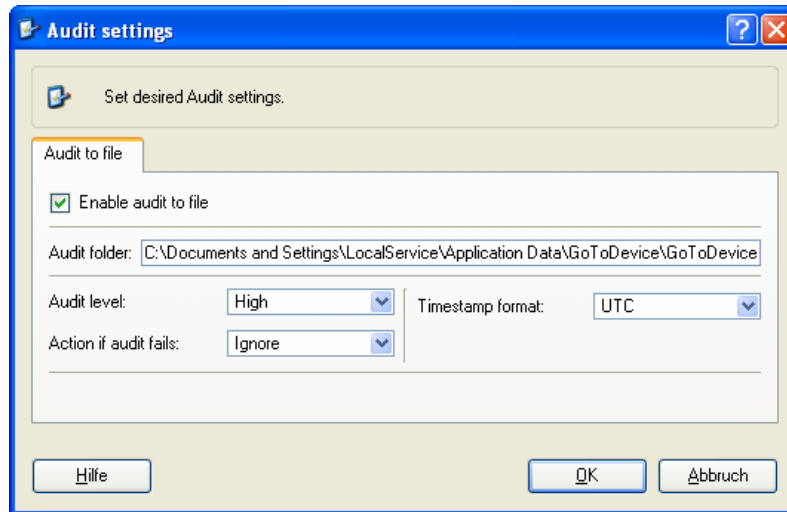 Audit settings
Set desired Audit settings.
Audit to file
Enable audit to file
Audit folder: C:\Documents and Settings\LocalService\Application Data\GoToDevice\GoToDevice
Audit level: High Timestamp format: UTC
Action if audit fails: Ignore
Hilfe OK Abbruch